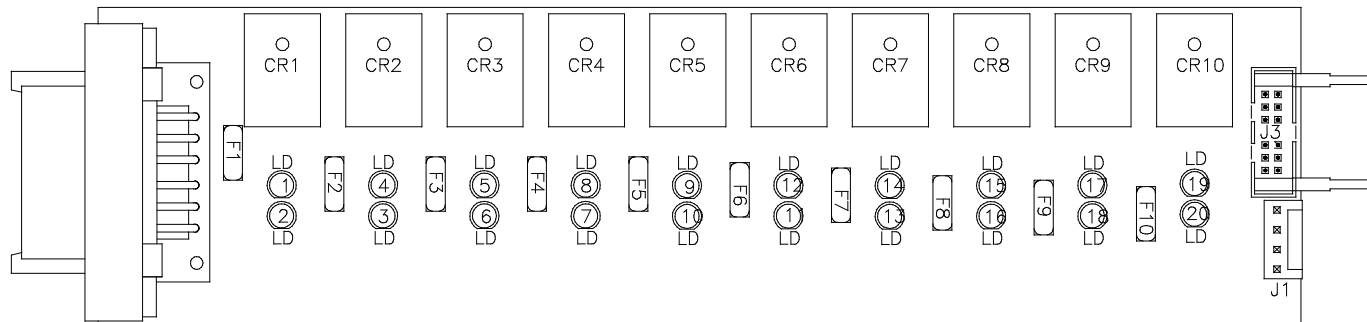 CR1 CR2 CR3 CR4 CR5 CR6 CR7 CR8 CR9 CR10
J3
F1 F2 F3 F4 F5 F6 F7 F8 F9 F10
LD LD LD LD LD LD LD LD LD LD
1 4 5 8 9 12 14 15 17 19
2 3 6 7 10 11 13 16 18 20
LD LD LD LD LD LD LD LD LD LD
J1